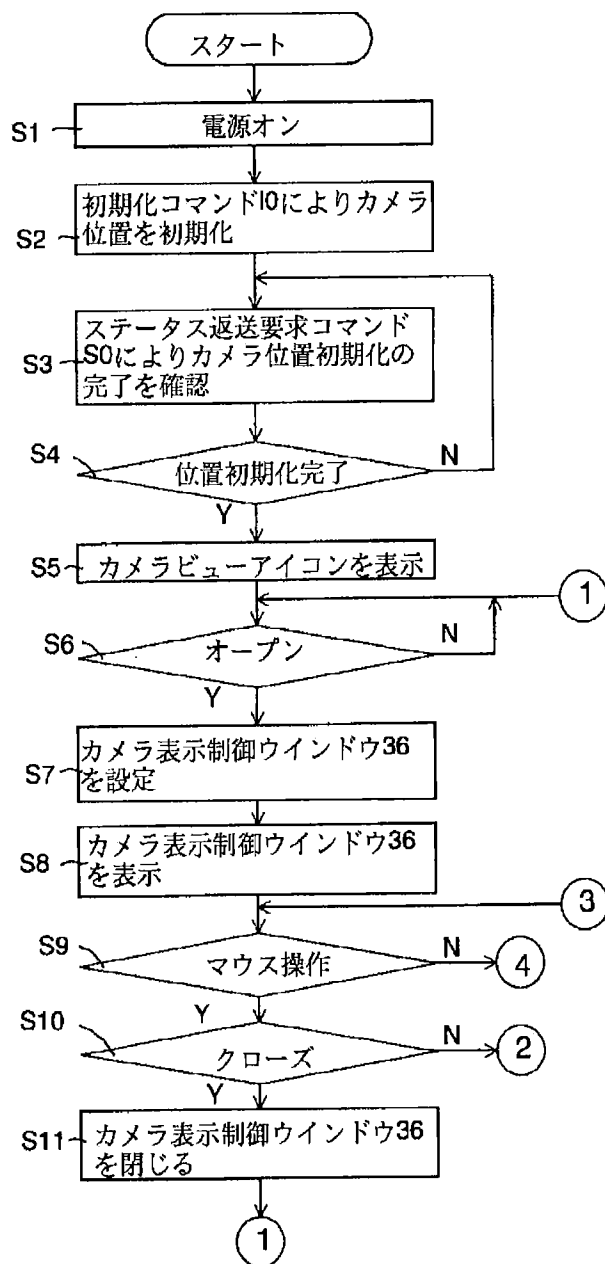 スタート
S1
電源オン
S2
初期化コマンドI0によりカメラ
位置を初期化
S3
ステータス返送要求コマンド
S0によりカメラ位置初期化の
完了を確認
S4
位置初期化完了
N
Y
S5
カメラビューアイコンを表示
1
S6
オープン
N
Y
S7
カメラ表示制御ウインドウ36
を設定
S8
カメラ表示制御ウインドウ36
を表示
3
S9
マウス操作
N
4
Y
S10
クローズ
N
2
Y
S11
カメラ表示制御ウインドウ36
を閉じる
1